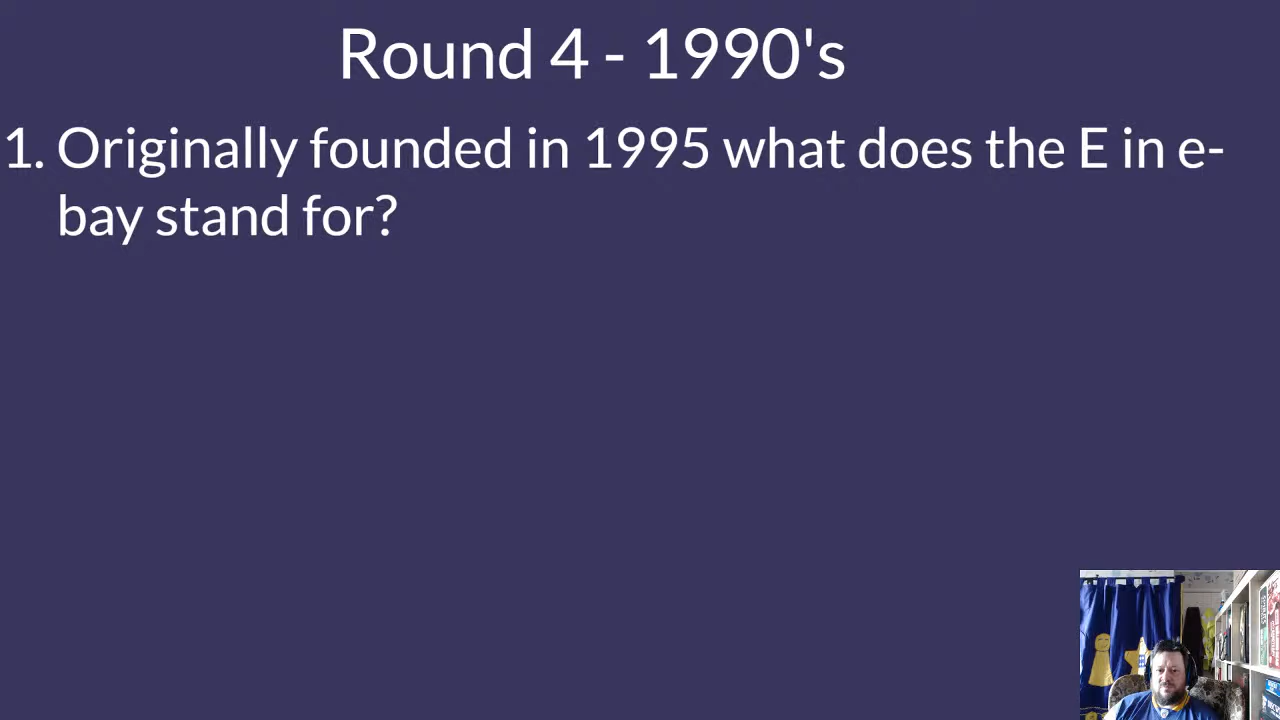 Round 4 - 1990's
1. Originally founded in 1995 what does the E in e-
bay stand for?